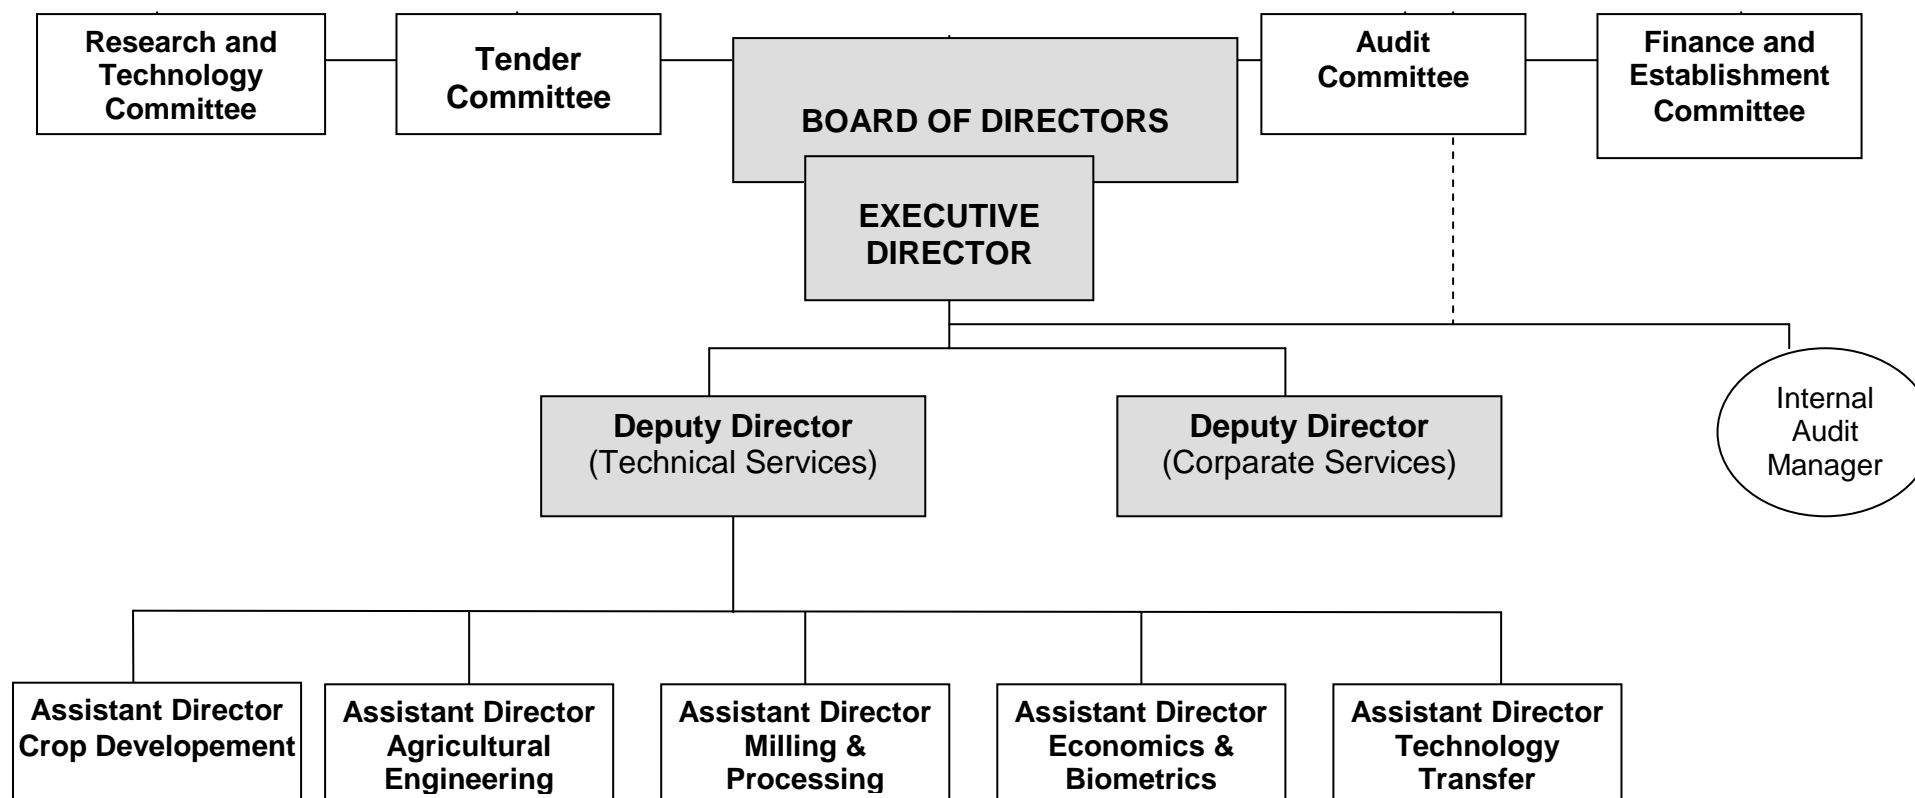 Research and
Technology
Committee
Tender
Committee
BOARD OF DIRECTORS
Audit
Committee
Finance and
Establishment
Committee
EXECUTIVE
DIRECTOR
Deputy Director
(Technical Services)
Deputy Director
(Corparate Services)
Internal
Audit
Manager
Assistant Director
Crop Developement
Assistant Director
Agricultural
Engineering
Assistant Director
Milling &
Processing
Assistant Director
Economics &
Biometrics
Assistant Director
Technology
Transfer